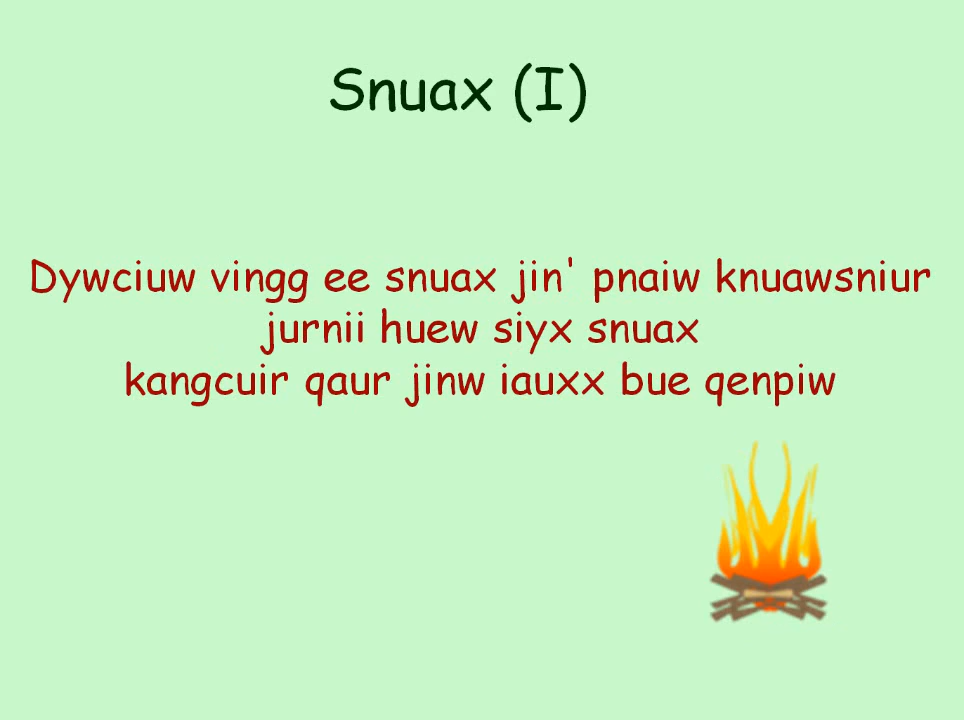 Snuax (I)
Dywciuw vingg ee snuax jin' pnaiw knuawsniur
jurnii huew siyx snuax
kangcuir qaur jinw iauxx bue qenpiw